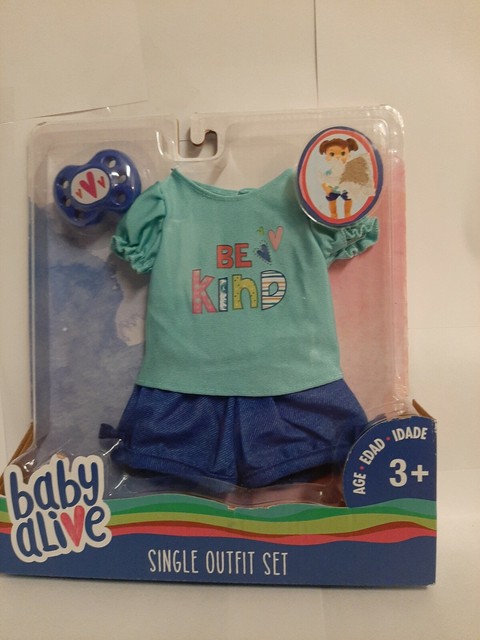 BE
KIND
AGE • EDAD • IDADE
3+
baby
alive
SINGLE OUTFIT SET